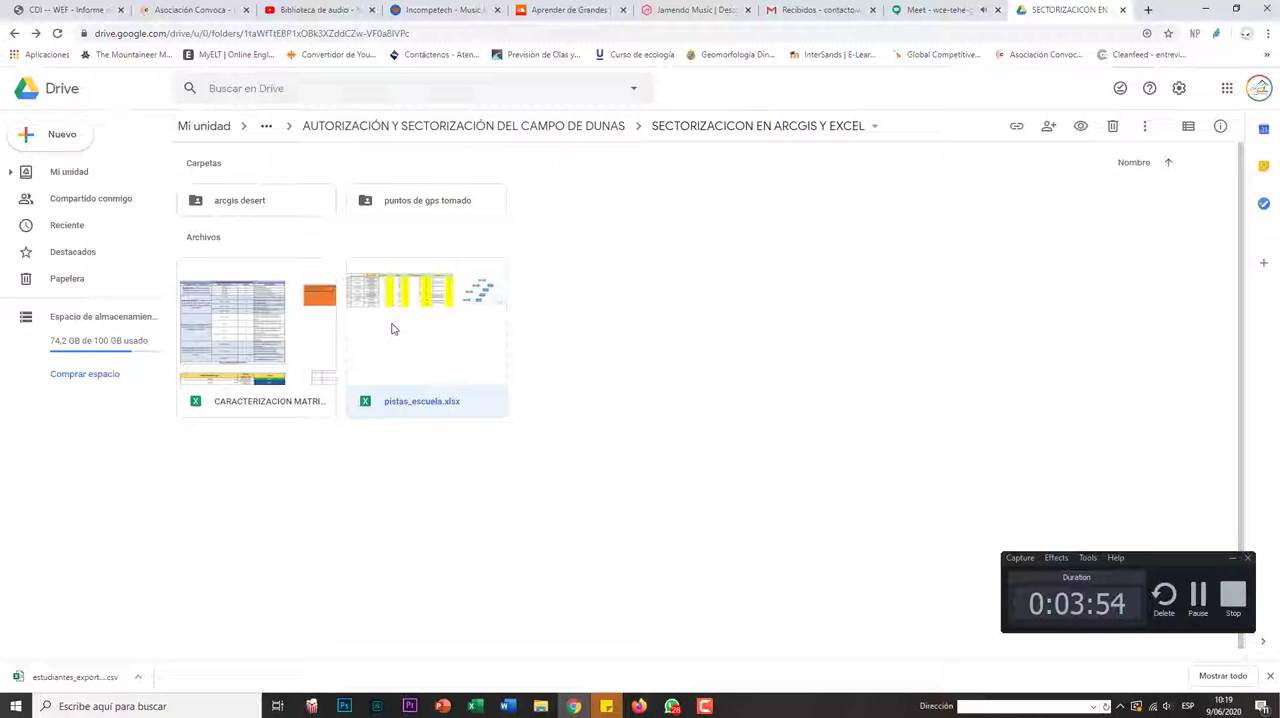 CDI -- WEF - Informe d
Asociación Convoca - I
Biblioteca de audio - Yo
Incompetech - Music |
Aprender de Grandes
Jamendo Music | Desc
Recibidos - contactow
Meet - wce-tehe-
SECTORIZACICON EN
drive.google.com/drive/u/0/folders/1taWfTtE8P1xOBk3XZddCZw-VF0a8IVPc
NP
Aplicaciones
The Mountaineer M...
MyELT | Online Engl...
Convertidor de You...
Contáctenos - Aten...
Previsión de Olas y...
Curso de ecología
Geomorfología Din...
InterSands | E-Lear...
Global Competitive...
Asociación Convoc...
Cleanfeed - entrevi...
Drive
Buscar en Drive
Nuevo
Mi unidad
AUTORIZACIÓN Y SECTORIZACIÓN DEL CAMPO DE DUNAS
SECTORIZACICON EN ARCGIS Y EXCEL
Mi unidad
Compartido conmigo
Reciente
Destacados
Papelera
Espacio de almacenamien...
74,2 GB de 100 GB usado
Comprar espacio
Carpetas
Nombre
arcgis desert
puntos de gps tomado
Archivos
CARACTERIZACION MATRI...
pistas_escuela.xlsx
Capture Effects Tools Help
Duration
0:03:54
Delete
Pause
Stop
estudiantes_export....csv
Mostrar todo
Escribe aquí para buscar
28
Dirección
ESP
10:19
9/06/2020